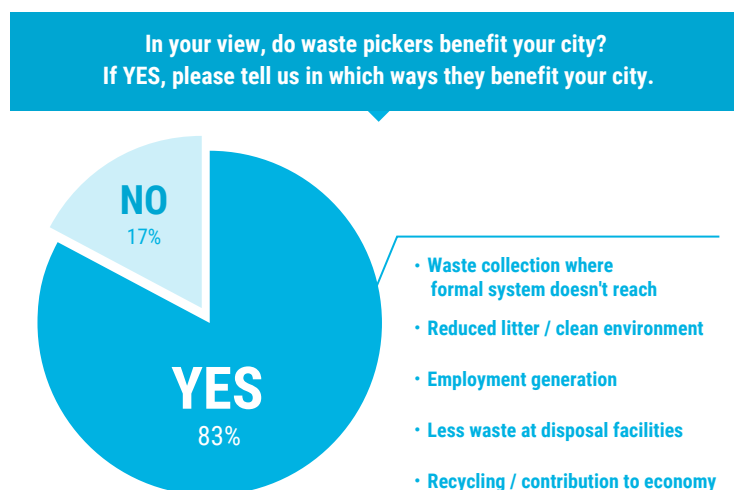 In your view, do waste pickers benefit your city?
If YES, please tell us in which ways they benefit your city.
NO
17%
YES
83%
• Waste collection where
formal system doesn't reach
• Reduced litter / clean environment
• Employment generation
• Less waste at disposal facilities
• Recycling / contribution to economy